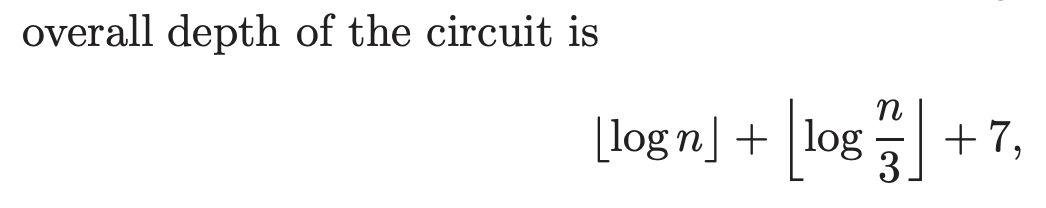 overall depth of the circuit is
⌊log n⌋ + ⌊log n/3⌋ + 7,